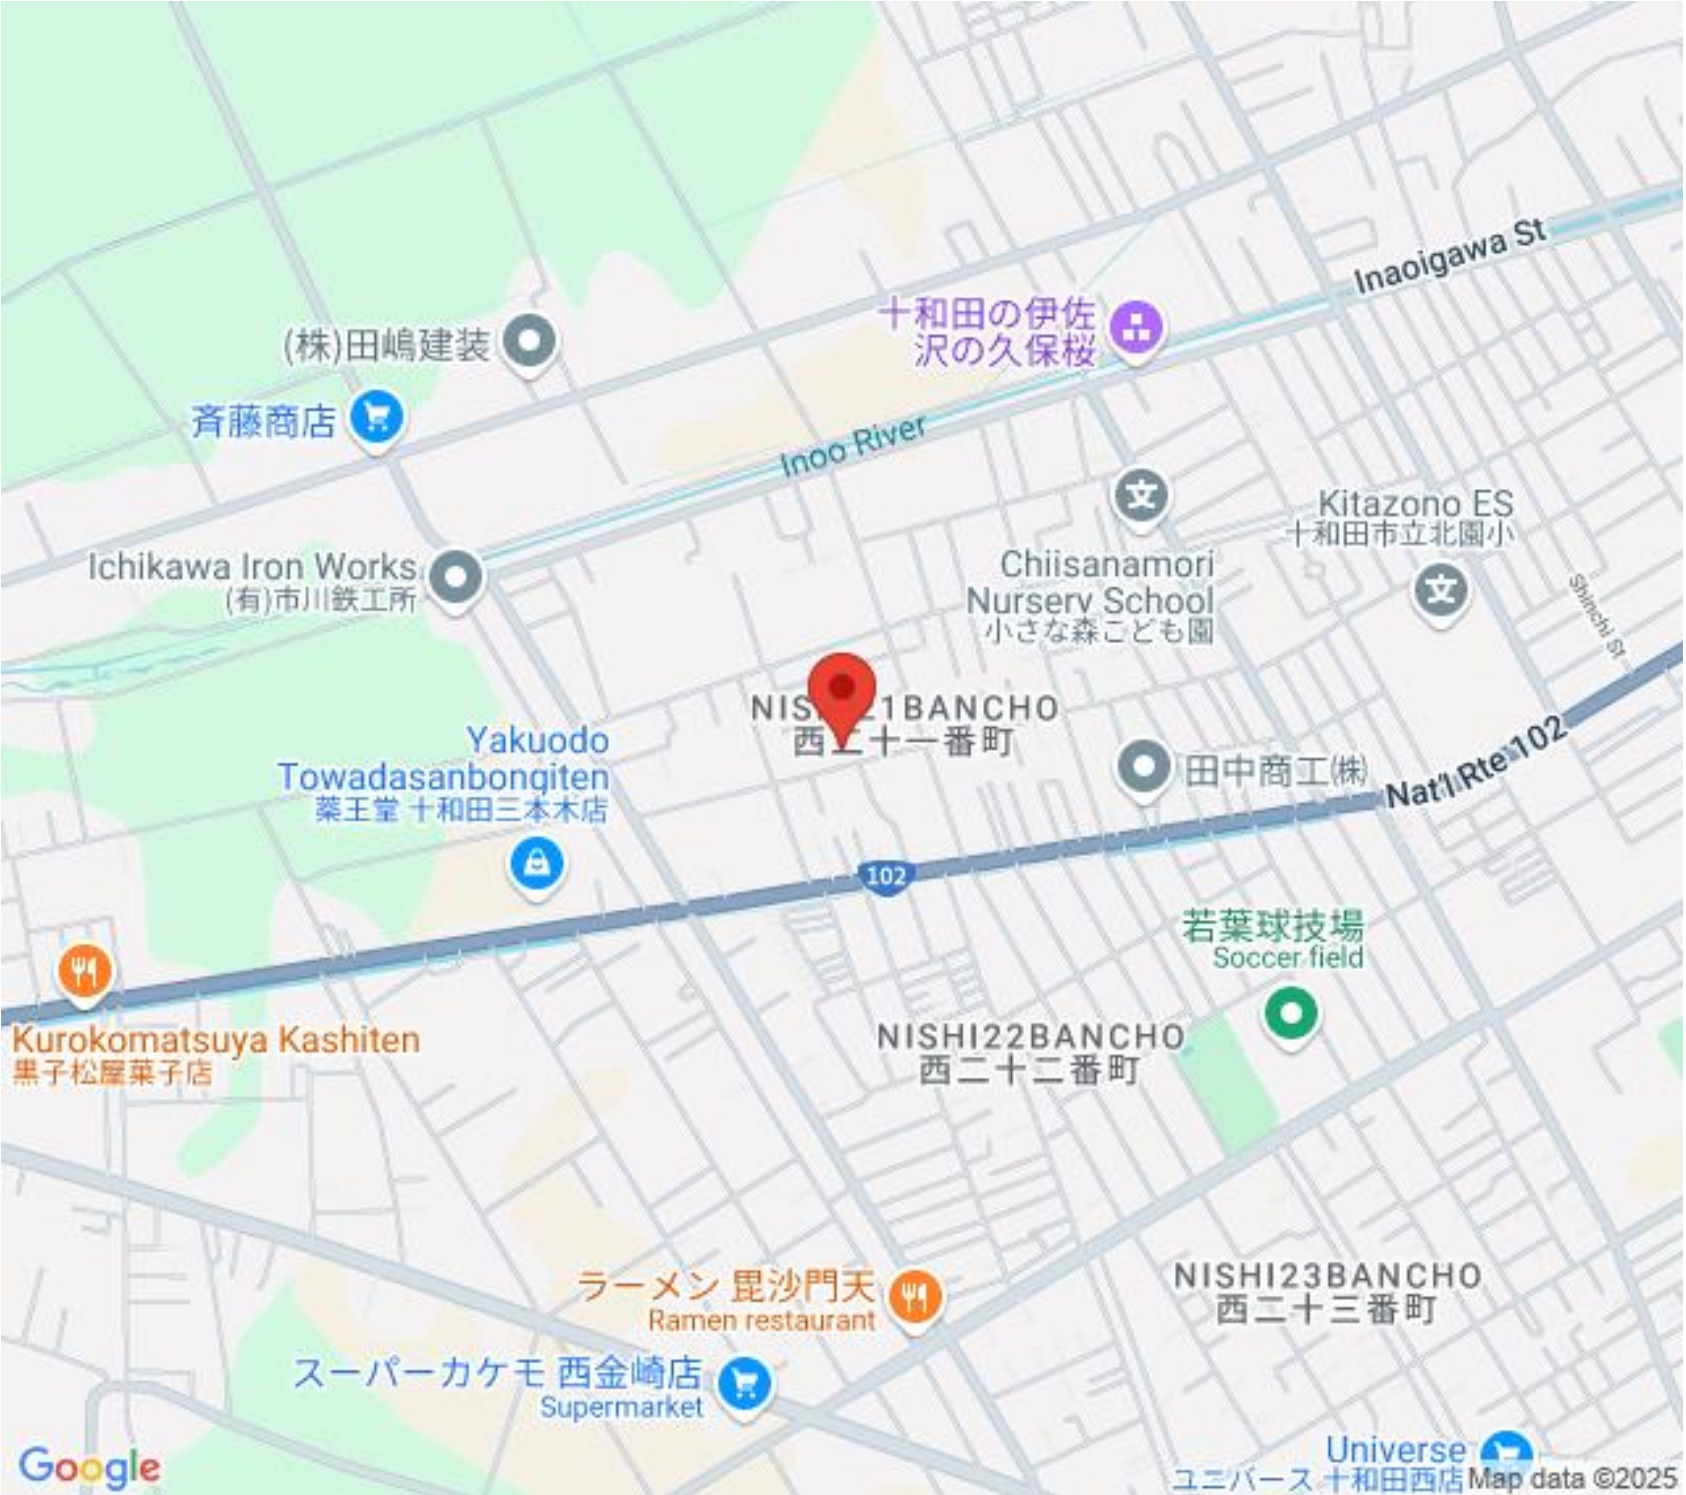 Inaoigawa St
十和田の伊佐
沢の久保桜
(株)田嶋建装
斉藤商店
Inoo River
Kitazono ES
十和田市立北園小
Ichikawa Iron Works
(有)市川鉄工所
Chiisanamori
Nursery School
小さな森こども園
Shinchi St
1BANCHO
十一番町
Yakuodo
Towadasanbongiten
薬王堂 十和田三本木店
田中商工㈱
Nat'l Rte 102
102
若葉球技場
Soccer field
Kurokomatsuya Kashiten
黒子松屋菓子店
NISHI22BANCHO
西二十二番町
NISHI23BANCHO
西二十三番町
ラーメン 毘沙門天
Ramen restaurant
スーパーカケモ 西金崎店
Supermarket
Universe
ユニバース 十和田西店
Google
Map data ©2025